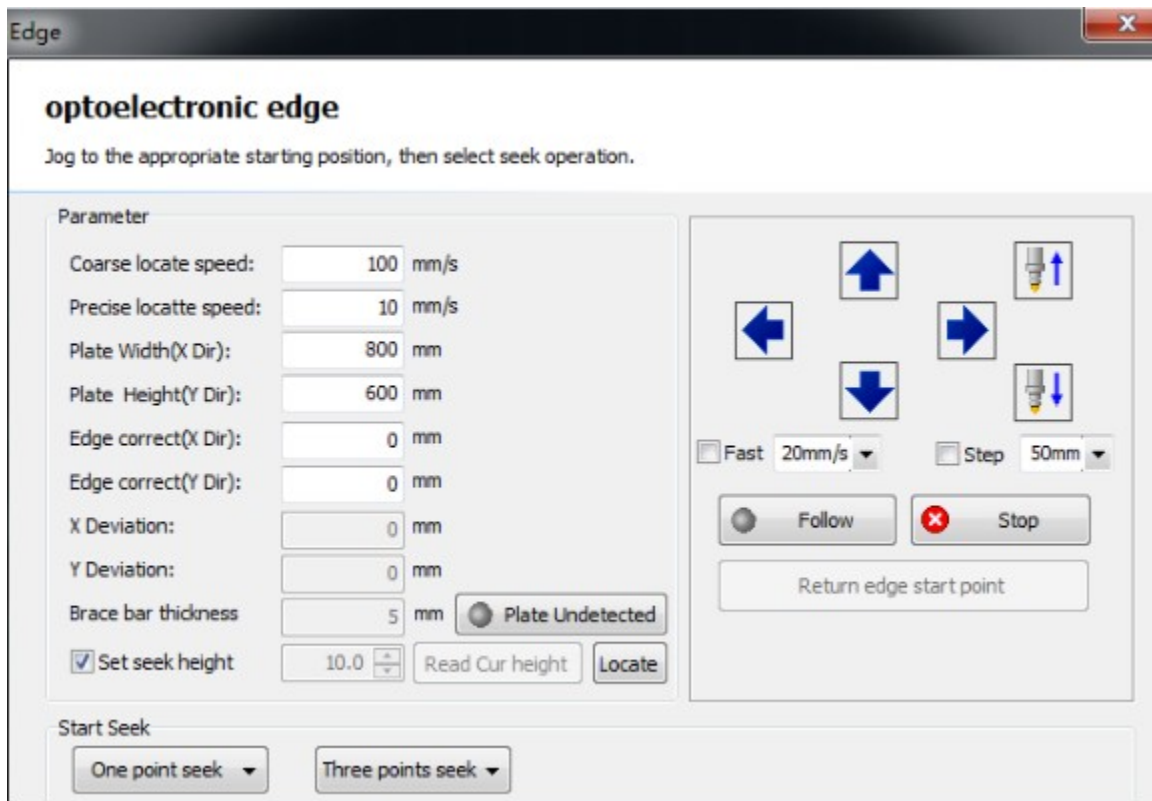 Edge
optoelectronic edge
Jog to the appropriate starting position, then select seek operation.
Parameter
Coarse locate speed: 100 mm/s
Precise locatte speed: 10 mm/s
Plate Width(X Dir): 800 mm
Plate Height(Y Dir): 600 mm
Edge correct(X Dir): 0 mm
Edge correct(Y Dir): 0 mm
X Deviation: 0 mm
Y Deviation: 0 mm
Brace bar thickness 5 mm Plate Undetected
Set seek height 10.0 Read Cur height Locate
Fast 20mm/s Step 50mm
Follow Stop
Return edge start point
Start Seek
One point seek Three points seek